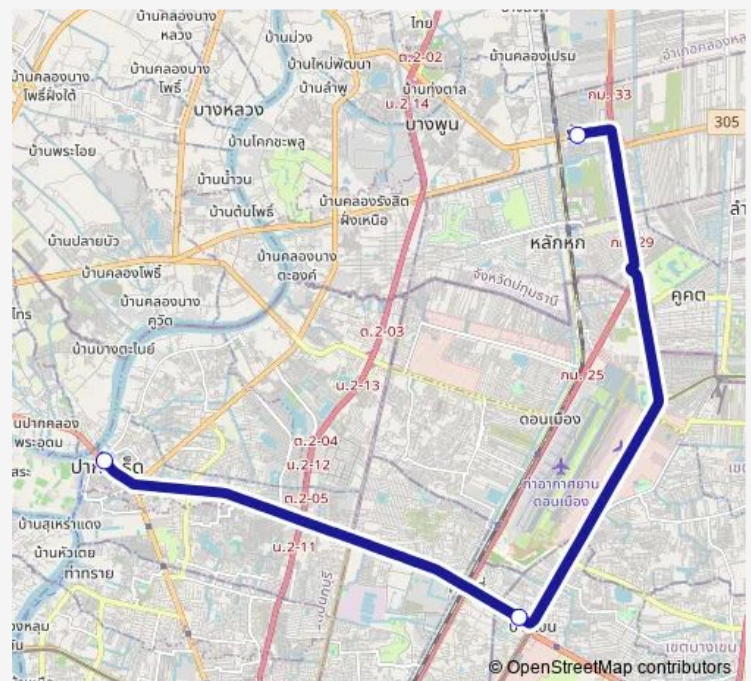 ไทย
บ้านคลองบาง
หลวง
บ้านม่วง
ต.2-02
บ้านคลองเปรม
บ้านใหม่พัฒนา
บ้านคลองบาง
โพธิ์ฝั่งใต้
บ้านคลองบาง
โพธิ์
บ้านลำพู
บ้านทุ่งตาล
น.2-14
กม. 33
บางหลวง
บางพูน
305
บ้านโคกชะพลู
บ้านพระโอย
บ้านน้ำวน
บ้านคลองรังสิต
ฝั่งเหนือ
บ้านต้นโพธิ์
บ้านปลายบัว
หลักหก
บ้านคลองโพธิ์
บ้านคลองบาง
ตะองค์
จังหวัดปทุมธานี
คูคต
บ้านคลองบาง
คูวัด
ต.2-03
บ้านบางตะไนย์
น.2-13
กม. 25
ดอนเมือง
ต.2-04
น.2-12
ต.2-05
ท่าอากาศยาน
ดอนเมือง
พระอุดม
บ้านสุเหร่าแดง
น.2-11
บ้านหัวเตย
ท่าทราย
เขตบางเขน
© OpenStreetMap contributors